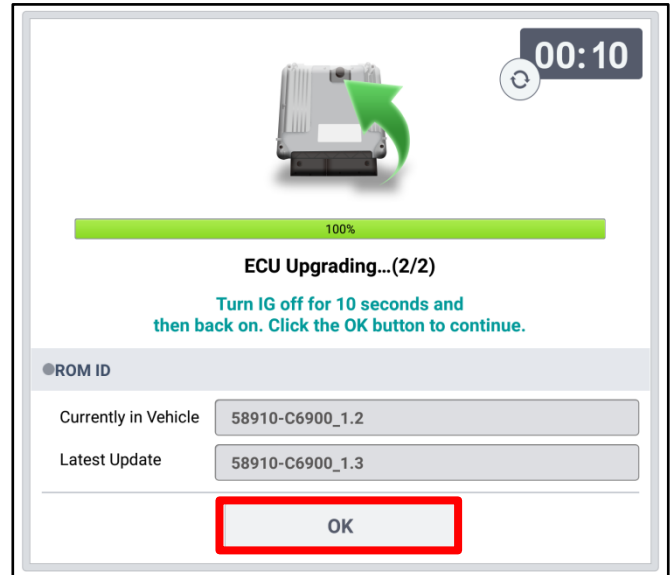 00:10
100%
ECU Upgrading...(2/2)
Turn IG off for 10 seconds and
then back on. Click the OK button to continue.
ROM ID
Currently in Vehicle 58910-C6900_1.2
Latest Update 58910-C6900_1.3
OK